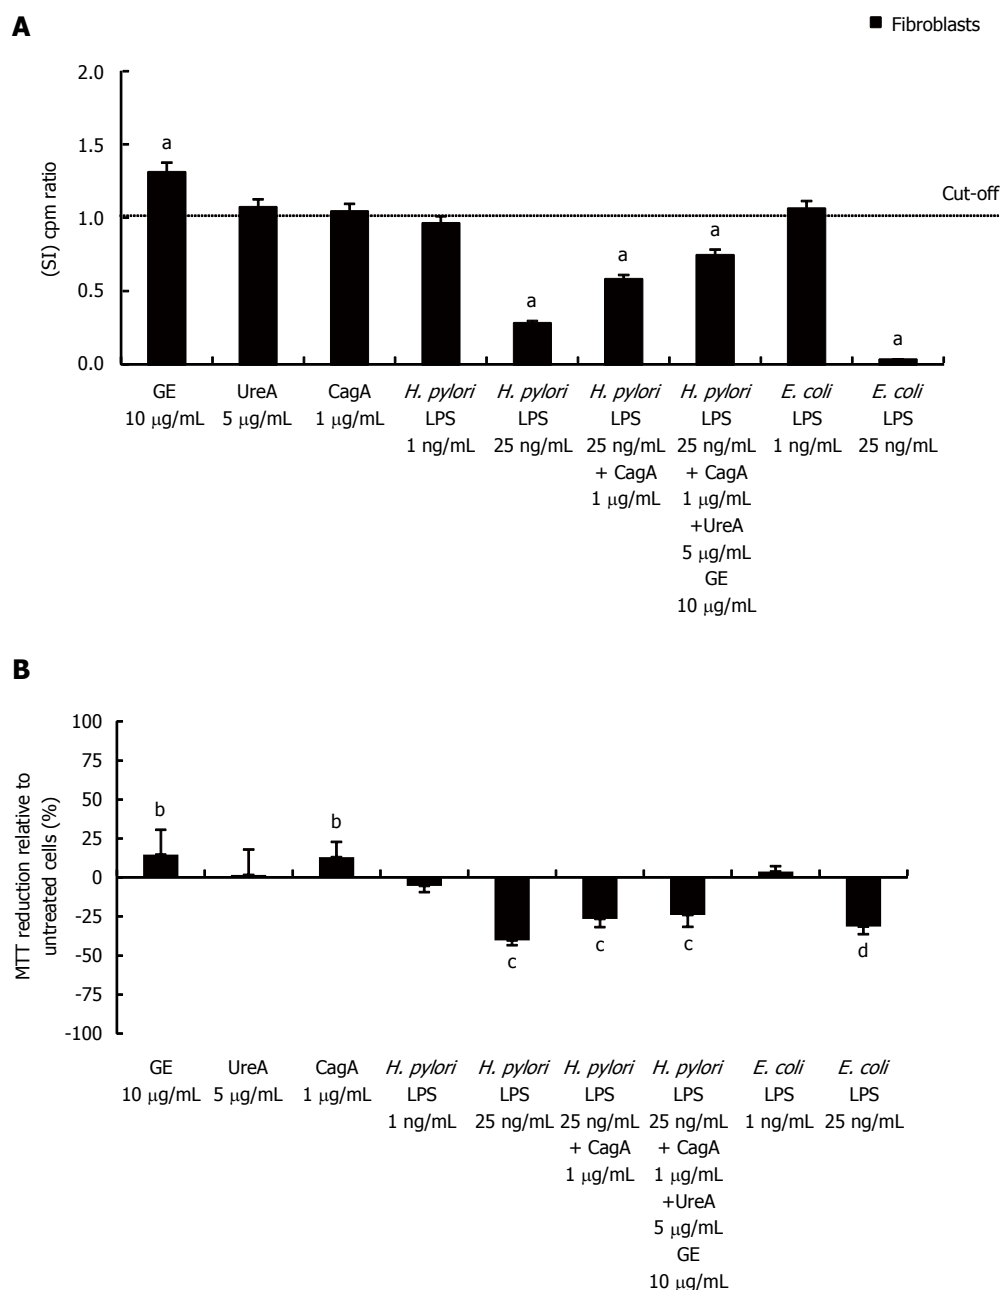 A
Fibroblasts
2.0
1.5
1.0
0.5
0.0
(SI) cpm ratio
Cut-off
a
a
a
a
a
GE UreA CagA H. pylori H. pylori H. pylori H. pylori E. coli E. coli
10 μg/mL 5 μg/mL 1 μg/mL LPS LPS LPS LPS LPS LPS
1 ng/mL 25 ng/mL 25 ng/mL 25 ng/mL 1 ng/mL 25 ng/mL
+ CagA + CagA
1 μg/mL 1 μg/mL
+UreA
5 μg/mL
GE
10 μg/mL
B
100
75
50
25
0
-25
-50
-75
-100
MTT reduction relative to
untreated cells (%)
b
b
c
c
c
d
GE UreA CagA H. pylori H. pylori H. pylori H. pylori E. coli E. coli
10 μg/mL 5 μg/mL 1 μg/mL LPS LPS LPS LPS LPS LPS
1 ng/mL 25 ng/mL 25 ng/mL 25 ng/mL 1 ng/mL 25 ng/mL
+ CagA + CagA
1 μg/mL 1 μg/mL
+UreA
5 μg/mL
GE
10 μg/mL